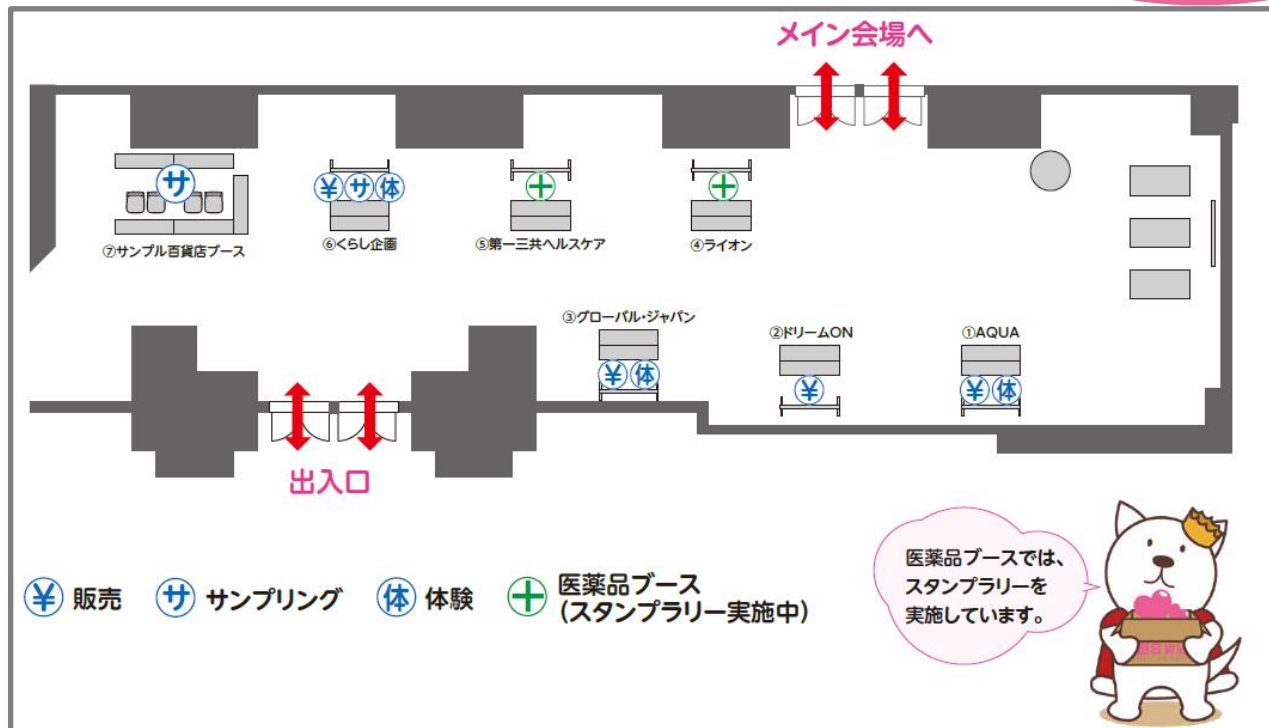 メイン会場へ
サ
¥ サ 体
＋
＋
⑦サンプル百貨店ブース
⑥くらし企画
⑤第一三共ヘルスケア
④ライオン
③グローバル・ジャパン
②ドリームON
①AQUA
¥ 体
¥
¥ 体
出入口
¥ 販売
サ サンプリング
体 体験
＋ 医薬品ブース
（スタンプラリー実施中）
医薬品ブースでは、
スタンプラリーを
実施しています。